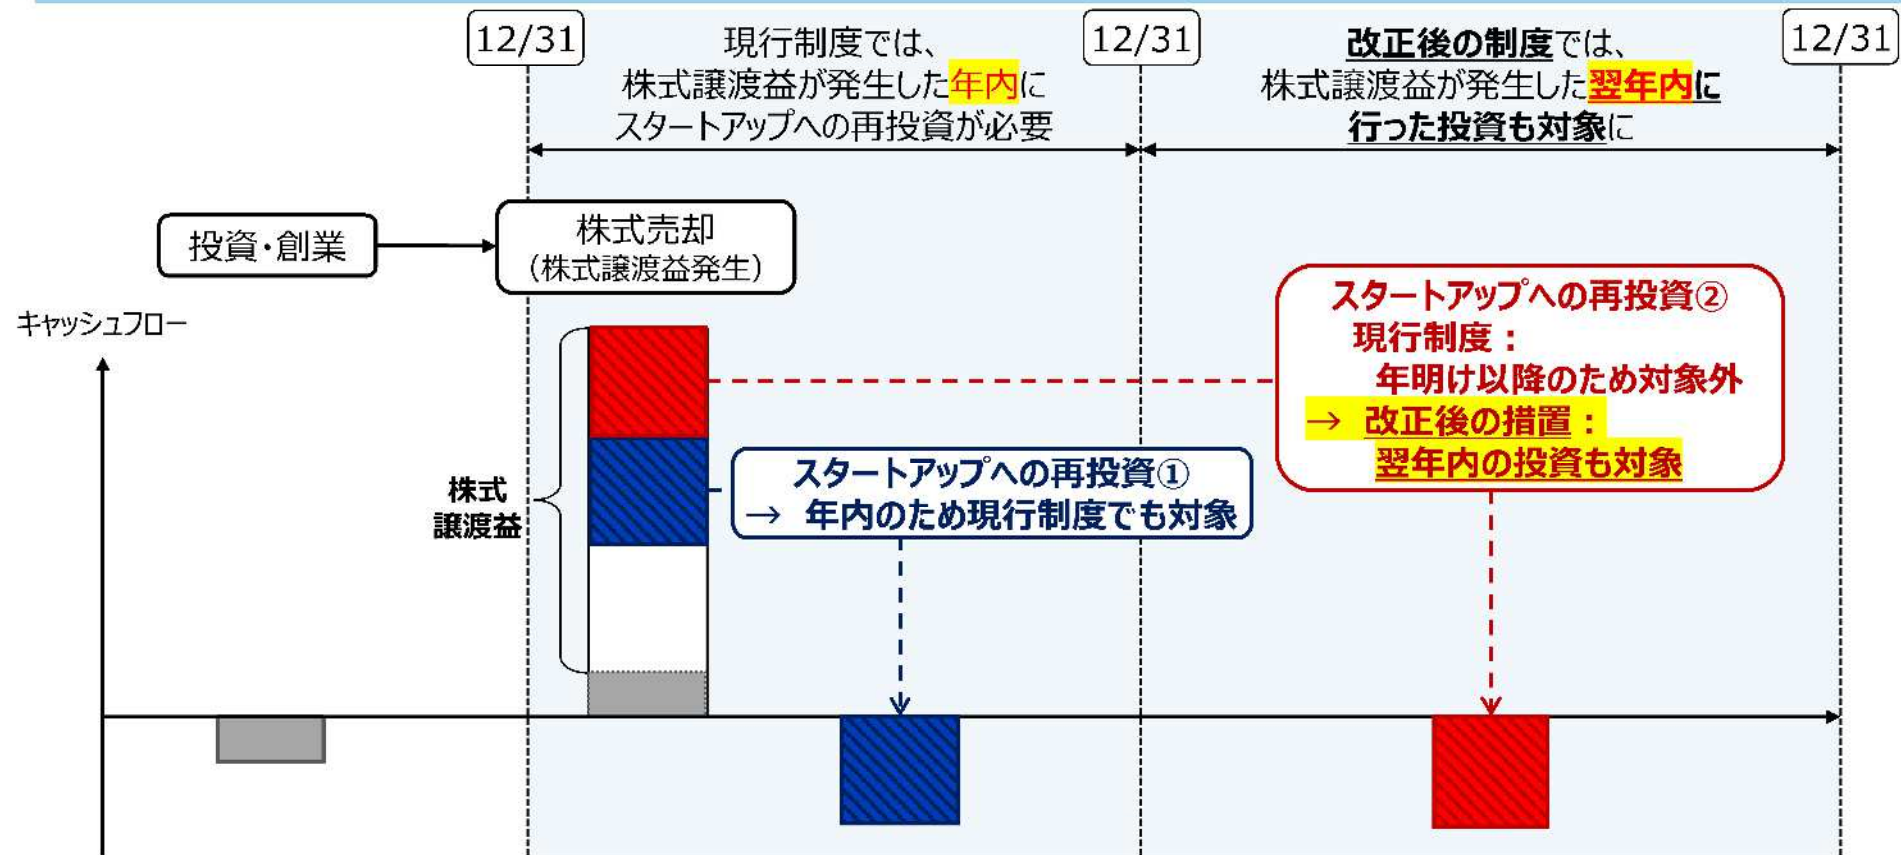 12/31
現行制度では、
株式譲渡益が発生した年内に
スタートアップへの再投資が必要
12/31
改正後の制度では、
株式譲渡益が発生した翌年内に
行った投資も対象に
12/31
投資・創業
株式売却
（株式譲渡益発生）
キャッシュフロー
スタートアップへの再投資②
現行制度：
年明け以降のため対象外
→ 改正後の措置：
翌年内の投資も対象
株式
譲渡益
スタートアップへの再投資①
→ 年内のため現行制度でも対象